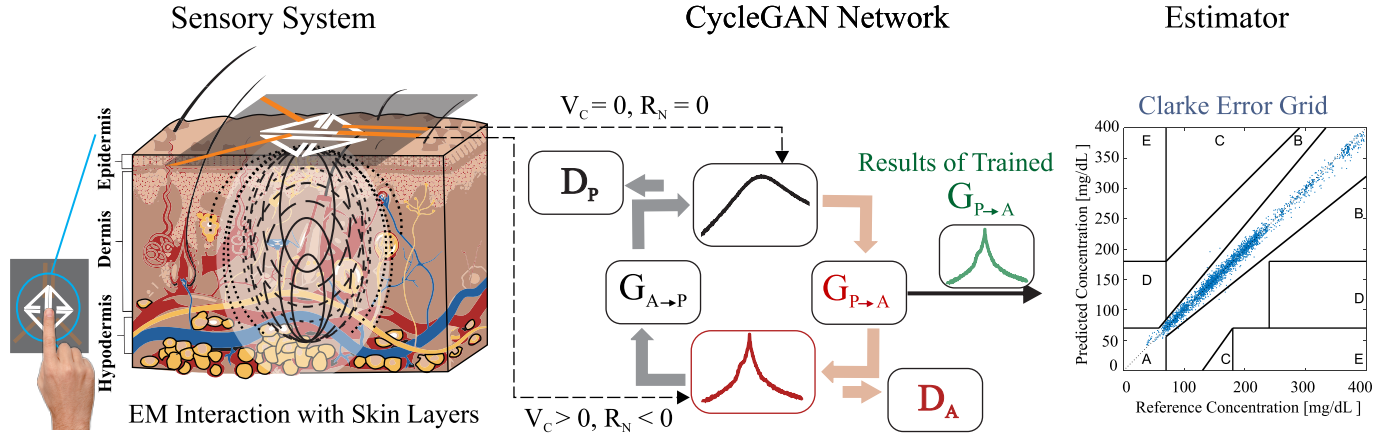 Sensory System
CycleGAN Network
Estimator
Epidermis
Dermis
Hypodermis
EM Interaction with Skin Layers
V_C = 0, R_N = 0
V_C > 0, R_N < 0
D_P
G_A→P
G_P→A
D_A
Results of Trained
G_P→A
Clarke Error Grid
Predicted Concentration [mg/dL ]
400
350
300
250
200
150
100
50
0
E
C
B
B
D
D
A
C
E
0 100 200 300 400
Reference Concentration [mg/dL ]